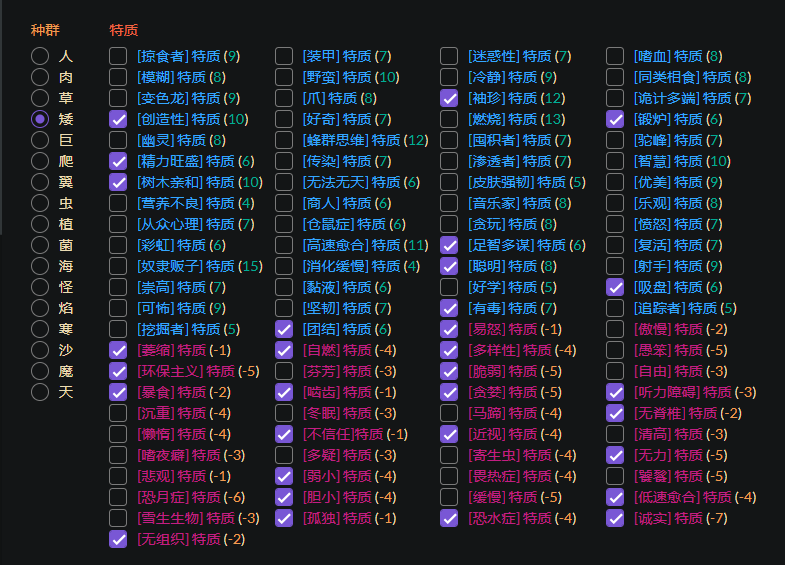 种群 特质
人 [掠食者] 特质 (9) [装甲] 特质 (7) [迷惑性] 特质 (7) [嗜血] 特质 (8)
肉 [模糊] 特质 (8) [野蛮] 特质 (10) [冷静] 特质 (9) [同类相食] 特质 (8)
草 [变色龙] 特质 (9) [爪] 特质 (8) [袖珍] 特质 (12) [诡计多端] 特质 (7)
矮 [创造性] 特质 (10) [好奇] 特质 (7) [燃烧] 特质 (13) [锻炉] 特质 (6)
巨 [幽灵] 特质 (8) [蜂群思维] 特质 (12) [囤积者] 特质 (7) [驼峰] 特质 (7)
爬 [精力旺盛] 特质 (6) [传染] 特质 (7) [渗透者] 特质 (7) [智慧] 特质 (10)
翼 [树木亲和] 特质 (10) [无法无天] 特质 (6) [皮肤强韧] 特质 (5) [优美] 特质 (9)
虫 [营养不良] 特质 (4) [商人] 特质 (6) [音乐家] 特质 (8) [乐观] 特质 (8)
植 [从众心理] 特质 (7) [仓鼠症] 特质 (6) [贪玩] 特质 (8) [愤怒] 特质 (7)
菌 [彩虹] 特质 (6) [高速愈合] 特质 (11) [足智多谋] 特质 (6) [复活] 特质 (7)
海 [奴隶贩子] 特质 (15) [消化缓慢] 特质 (4) [聪明] 特质 (8) [射手] 特质 (9)
怪 [崇高] 特质 (7) [黏液] 特质 (6) [好学] 特质 (5) [吸盘] 特质 (6)
焰 [可怖] 特质 (9) [坚韧] 特质 (7) [有毒] 特质 (7) [追踪者] 特质 (5)
寒 [挖掘者] 特质 (5) [团结] 特质 (6) [易怒] 特质 (-1) [傲慢] 特质 (-2)
沙 [萎缩] 特质 (-1) [自燃] 特质 (-4) [多样性] 特质 (-4) [愚笨] 特质 (-5)
魔 [环保主义] 特质 (-5) [芬芳] 特质 (-3) [脆弱] 特质 (-5) [自由] 特质 (-3)
天 [暴食] 特质 (-2) [啮齿] 特质 (-1) [贪婪] 特质 (-5) [听力障碍] 特质 (-3)
[沉重] 特质 (-4) [冬眠] 特质 (-3) [马蹄] 特质 (-4) [无脊椎] 特质 (-2)
[懒惰] 特质 (-4) [不信任]特质 (-1) [近视] 特质 (-4) [清高] 特质 (-3)
[嗜夜癖] 特质 (-3) [多疑] 特质 (-3) [寄生虫] 特质 (-4) [无力] 特质 (-5)
[悲观] 特质 (-1) [弱小] 特质 (-4) [畏热症] 特质 (-4) [饕餮] 特质 (-5)
[恐月症] 特质 (-6) [胆小] 特质 (-4) [缓慢] 特质 (-5) [低速愈合] 特质 (-4)
[雪生生物] 特质 (-3) [孤独] 特质 (-1) [恐水症] 特质 (-4) [诚实] 特质 (-7)
[无组织] 特质 (-2)